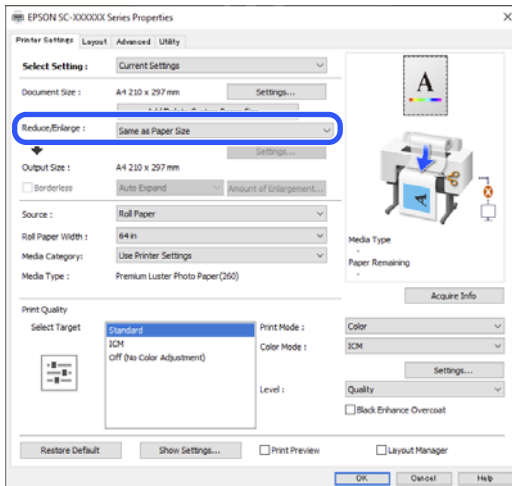 EPSON SC-XXXXXX Series Properties
Printer Settings Layout Advanced Utility
Select Setting : Current Settings
Document Size : A4 210 x 297 mm Settings...
Reduce/Enlarge : Same as Paper Size
Settings...
Output Size : A4 210 x 297 mm
Borderless Auto Expand Amount of Enlargement...
Source : Roll Paper
Roll Paper Width : 64 in
Media Category: Use Printer Settings
Media Type : Premium Luster Photo Paper(260)
A
A
Media Type
-
Paper Remaining
-
Acquire Info
Print Quality
Select Target
Standard
ICM
Off (No Color Adjustment)
Print Mode : Color
Color Mode : ICM
Settings...
Level : Quality
Black Enhance Overcoat
Restore Default Show Settings... Print Preview Layout Manager
OK Cancel Help